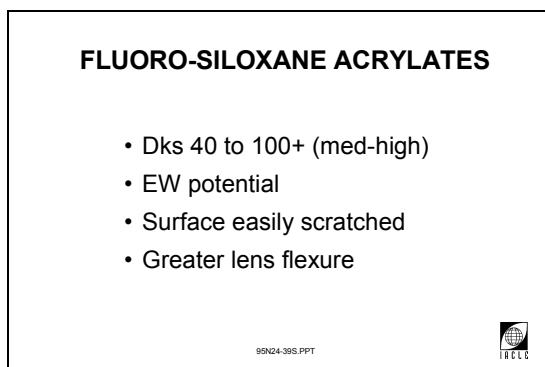 FLUORO-SILOXANE ACRYLATES
• Dks 40 to 100+ (med-high)
• EW potential
• Surface easily scratched
• Greater lens flexure
95N24-39S.PPT
IACLE